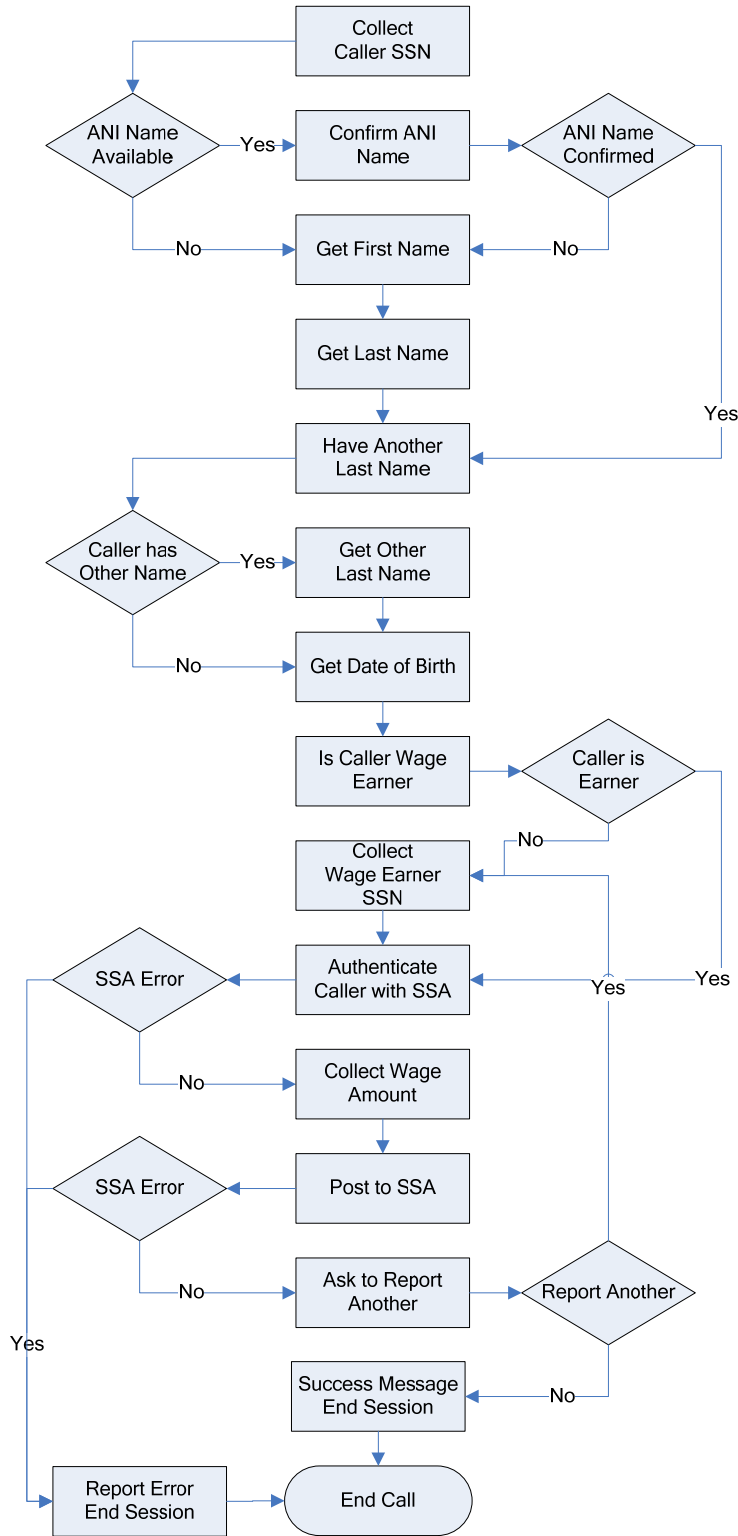 Collect
Caller SSN
ANI Name
Available
Yes
Confirm ANI
Name
ANI Name
Confirmed
No
Get First Name
No
Get Last Name
Yes
Have Another
Last Name
Caller has
Other Name
Yes
Get Other
Last Name
No
Get Date of Birth
Is Caller Wage
Earner
Caller is
Earner
No
Collect
Wage Earner
SSN
SSA Error
Authenticate
Caller with SSA
Yes
Yes
No
Collect Wage
Amount
SSA Error
Post to SSA
No
Ask to Report
Another
Report Another
Yes
Success Message
End Session
No
Report Error
End Session
End Call